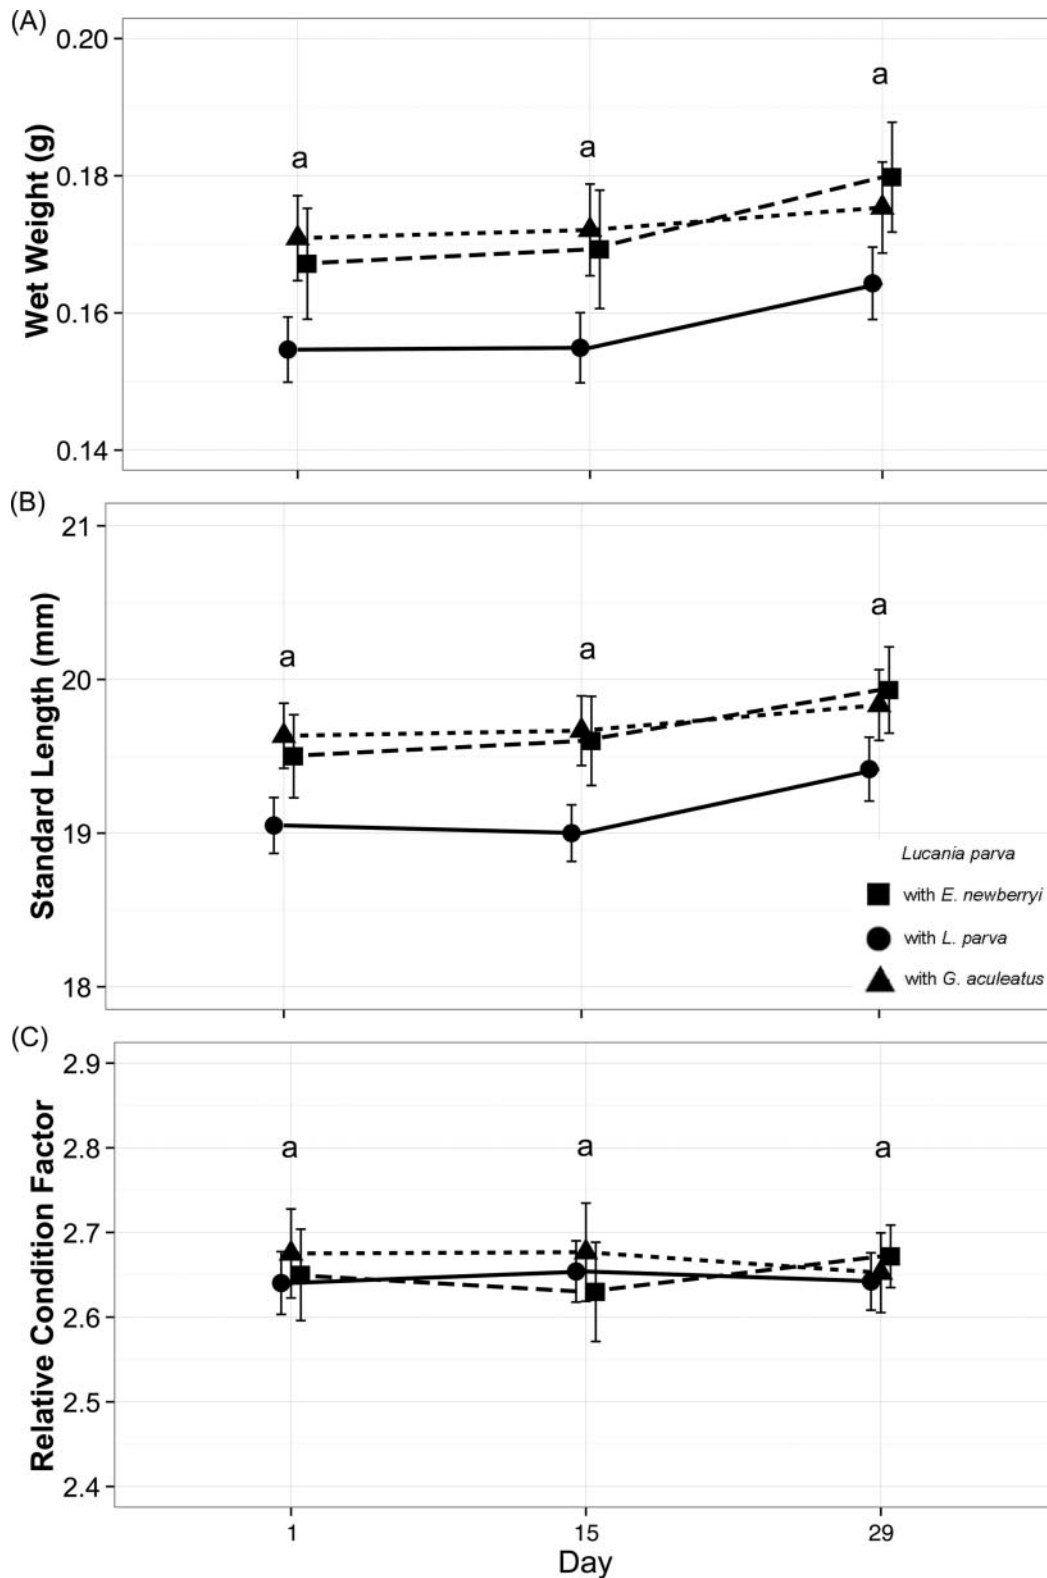 (A)
0.20
a
a
a
0.18
0.16
0.14
Wet Weight (g)
(B)
21
a
a
a
20
19
18
Standard Length (mm)
Lucania parva
with E. newberryi
with L. parva
with G. aculeatus
(C)
2.9
2.8
a
a
a
2.7
2.6
2.5
2.4
Relative Condition Factor
1 15 29
Day